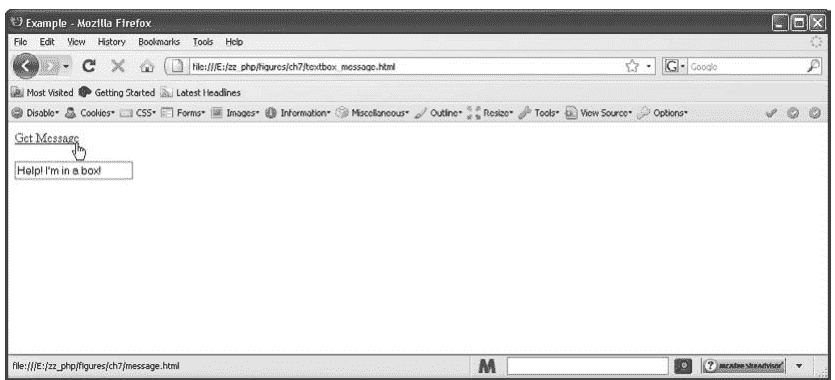 Example - Mozilla Firefox
File Edit View History Bookmarks Tools Help
file:///E:/zz_php/figures/ch7/textbox_message.html
G Google
Most Visited Getting Started Latest Headlines
Disable Cookies CSS Forms Images Information Miscellaneous Outline Resize Tools View Source Options
Get Message
Help! I'm in a box!
file:///E:/zz_php/figures/ch7/message.html
M
McAfee SiteAdvisor